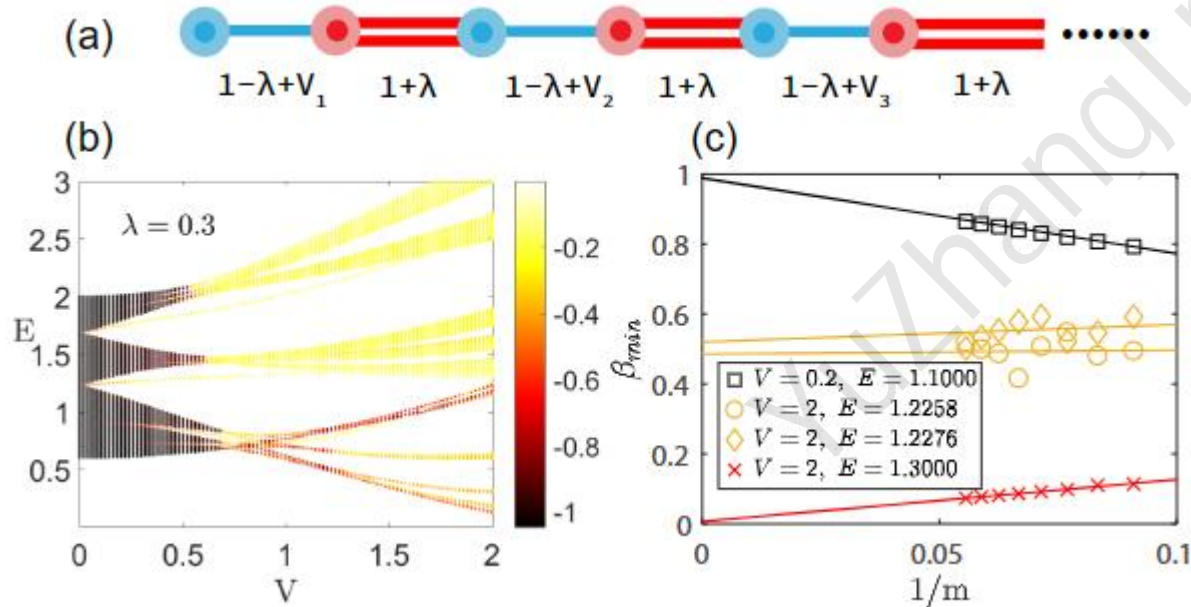 (a)
1−λ+V₁ 1+λ 1−λ+V₂ 1+λ 1−λ+V₃ 1+λ
(b)
λ = 0.3
E
3
2.5
2
1.5
1
0.5
0 0.5 1 1.5 2
V
-0.2
-0.4
-0.6
-0.8
-1
(c)
βmin
1
0.8
0.6
0.4
0.2
0
V = 0.2, E = 1.1000
V = 2, E = 1.2258
V = 2, E = 1.2276
V = 2, E = 1.3000
0 0.05 0.1
1/m